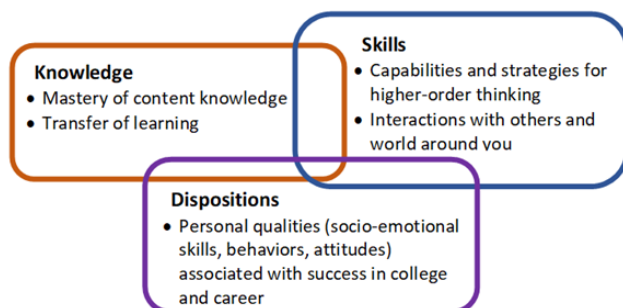 Knowledge
• Mastery of content knowledge
• Transfer of learning
Skills
• Capabilities and strategies for
higher-order thinking
• Interactions with others and
world around you
Dispositions
• Personal qualities (socio-emotional
skills, behaviors, attitudes)
associated with success in college
and career